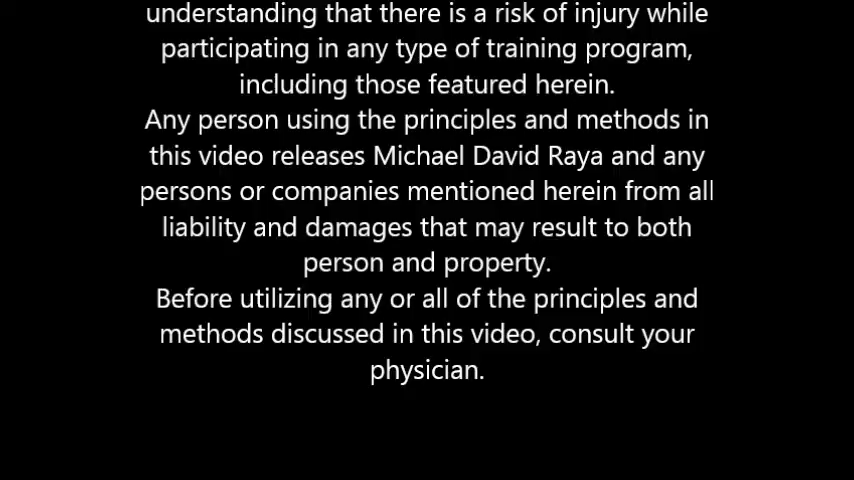 understanding that there is a risk of injury while
participating in any type of training program,
including those featured herein.
Any person using the principles and methods in
this video releases Michael David Raya and any
persons or companies mentioned herein from all
liability and damages that may result to both
person and property.
Before utilizing any or all of the principles and
methods discussed in this video, consult your
physician.